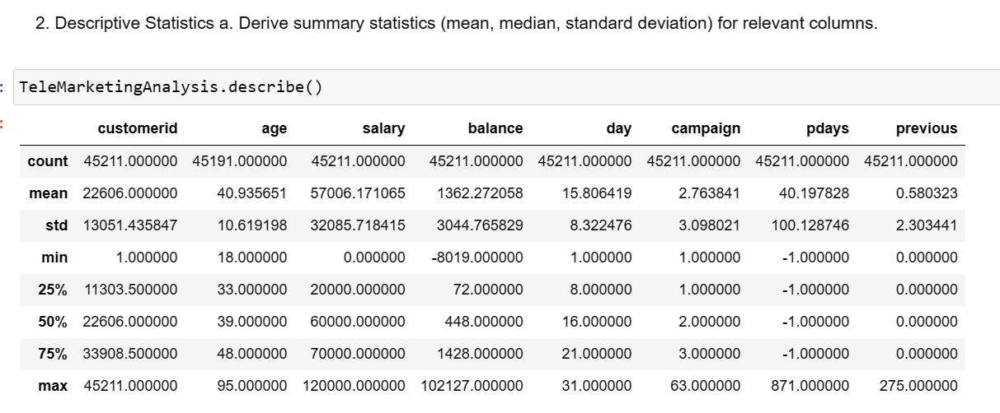 2. Descriptive Statistics a. Derive summary statistics (mean, median, standard deviation) for relevant columns.
: TeleMarketingAnalysis.describe()
:
customerid age salary balance day campaign pdays previous
count 45211.000000 45191.000000 45211.000000 45211.000000 45211.000000 45211.000000 45211.000000 45211.000000
mean 22606.000000 40.935651 57006.171065 1362.272058 15.806419 2.763841 40.197828 0.580323
std 13051.435847 10.619198 32085.718415 3044.765829 8.322476 3.098021 100.128746 2.303441
min 1.000000 18.000000 0.000000 -8019.000000 1.000000 1.000000 -1.000000 0.000000
25% 11303.500000 33.000000 20000.000000 72.000000 8.000000 1.000000 -1.000000 0.000000
50% 22606.000000 39.000000 60000.000000 448.000000 16.000000 2.000000 -1.000000 0.000000
75% 33908.500000 48.000000 70000.000000 1428.000000 21.000000 3.000000 -1.000000 0.000000
max 45211.000000 95.000000 120000.000000 102127.000000 31.000000 63.000000 871.000000 275.000000